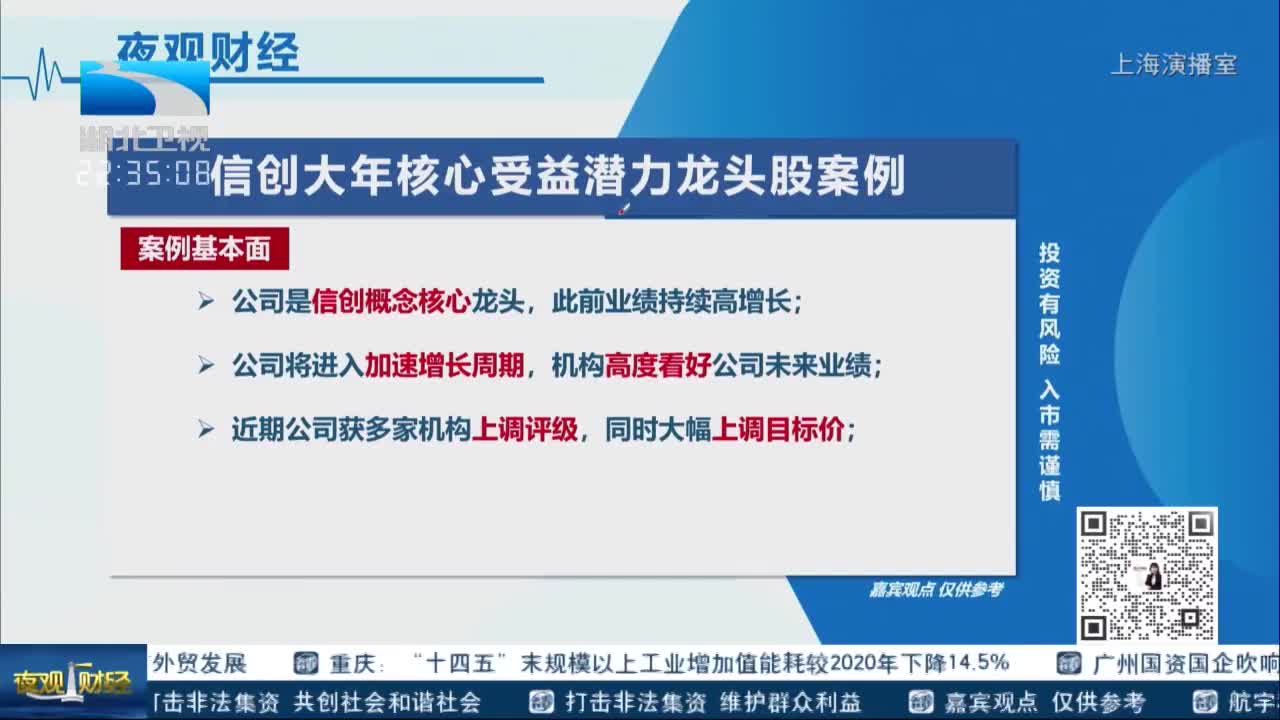 夜观财经
上海演播室
湖北卫视
22:35:08
信创大年核心受益潜力龙头股案例
案例基本面
公司是信创概念核心龙头，此前业绩持续高增长；
公司将进入加速增长周期，机构高度看好公司未来业绩；
近期公司获多家机构上调评级，同时大幅上调目标价；
投资有风险 入市需谨慎
嘉宾观点 仅供参考
夜观财经
外贸发展 重庆：“十四五”末规模以上工业增加值能耗较2020年下降14.5% 广州国资国企吹响
打击非法集资 共创社会和谐社会 打击非法集资 维护群众利益 嘉宾观点 仅供参考 航宇